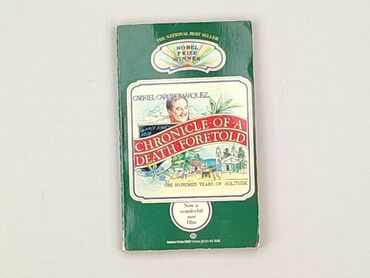 THE NATIONAL BEST SELLER
NOBEL
PRIZE
WINNER
GABRIEL GARCIA MARQUEZ
CHRONICLE OF A
DEATH FORETOLD
ONE HUNDRED YEARS OF SOLITUDE
Now a
wonderful
new
film